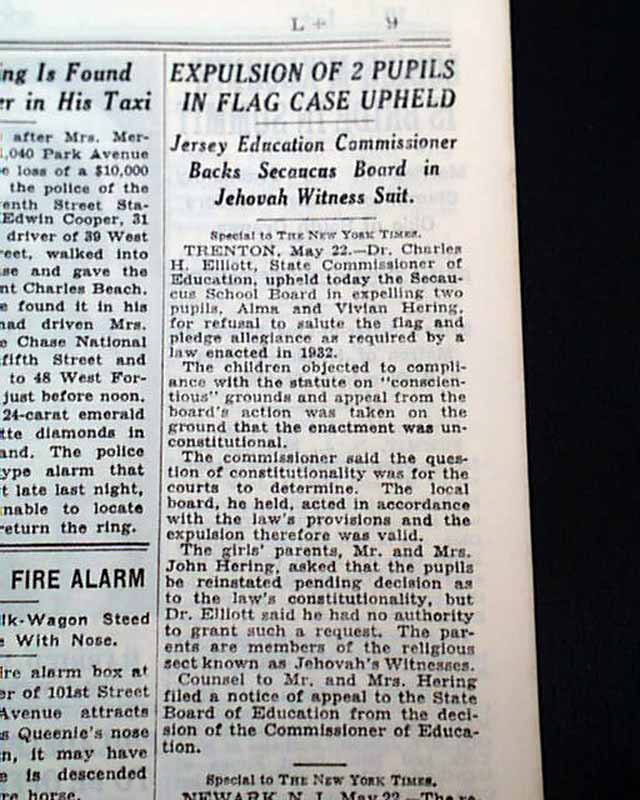 L+ 9
ng Is Found
er in His Taxi
after Mrs. Mer-
1,040 Park Avenue
e loss of a $10,000
the police of the
enth Street Sta-
Edwin Cooper, 31
driver of 39 West
reet, walked into
se and gave the
nt Charles Beach.
e found it in his
had driven Mrs.
e Chase National
fifth Street and
to 48 West For-
just before noon.
24-carat emerald
tte diamonds in
and. The police
ype alarm that
t late last night,
nable to locate
return the ring.
FIRE ALARM
lk-Wagon Steed
e With Nose.
ire alarm box at
er of 101st Street
Avenue attracts
s Queenie's nose
n, it may have
e is descended
re horse.
EXPULSION OF 2 PUPILS
IN FLAG CASE UPHELD
Jersey Education Commissioner
Backs Secaucus Board in
Jehovah Witness Suit.
Special to THE NEW YORK TIMES.
TRENTON, May 22.—Dr. Charles
H. Elliott, State Commissioner of
Education, upheld today the Secau-
cus School Board in expelling two
pupils, Alma and Vivian Hering,
for refusal to salute the flag and
pledge allegiance as required by a
law enacted in 1932.
The children objected to compli-
ance with the statute on "conscien-
tious" grounds and appeal from the
board's action was taken on the
ground that the enactment was un-
constitutional.
The commissioner said the ques-
tion of constitutionality was for the
courts to determine. The local
board, he held, acted in accordance
with the law's provisions and the
expulsion therefore was valid.
The girls' parents, Mr. and Mrs.
John Hering, asked that the pupils
be reinstated pending decision as
to the law's constitutionality, but
Dr. Elliott said he had no authority
to grant such a request. The par-
ents are members of the religious
sect known as Jehovah's Witnesses.
Counsel to Mr. and Mrs. Hering
filed a notice of appeal to the State
Board of Education from the deci-
sion of the Commissioner of Educa-
tion.
Special to THE NEW YORK TIMES.
NEWARK, N. J., May 22.—The re